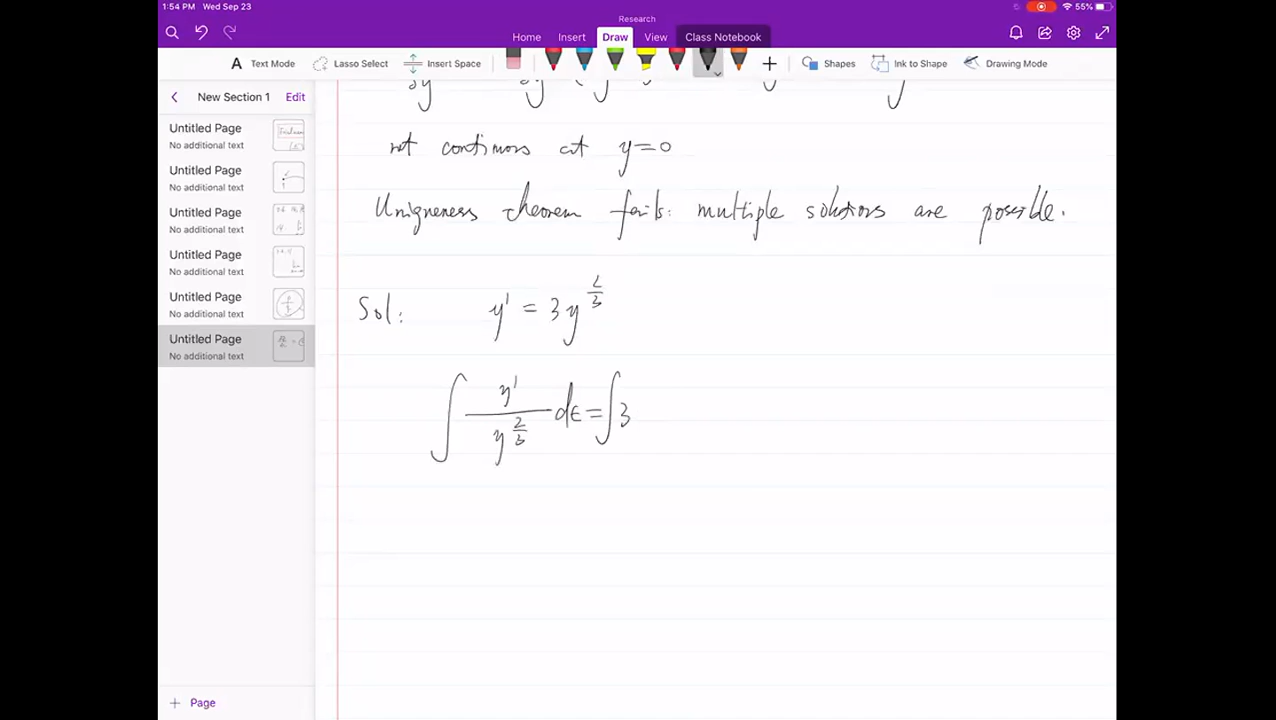 1:54 PM Wed Sep 23
55%
Research
Home Insert Draw View Class Notebook
A Text Mode Lasso Select Insert Space Shapes Ink to Shape Drawing Mode
New Section 1 Edit
Untitled Page
No additional text
Untitled Page
No additional text
Untitled Page
No additional text
Untitled Page
No additional text
Untitled Page
No additional text
Untitled Page
No additional text
+ Page
not continuous at y=0
Uniqueness theorem fails: multiple solutions are possible.
Sol: y' = 3y^{2/3}
∫ y'/y^{2/3} dt = ∫ 3